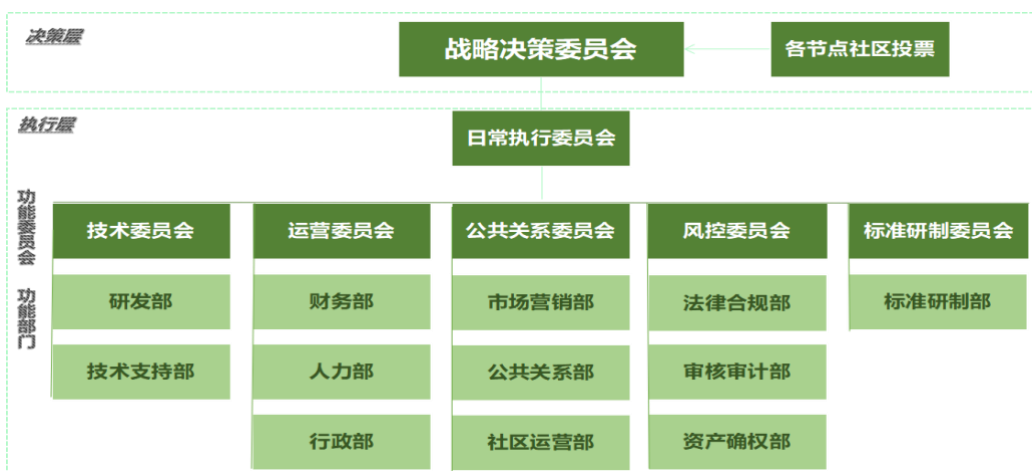 决策层
战略决策委员会
各节点社区投票
执行层
日常执行委员会
功能委员会
技术委员会
运营委员会
公共关系委员会
风控委员会
标准研制委员会
功能部门
研发部
财务部
市场营销部
法律合规部
标准研制部
技术支持部
人力部
公共关系部
审核审计部
行政部
社区运营部
资产确权部